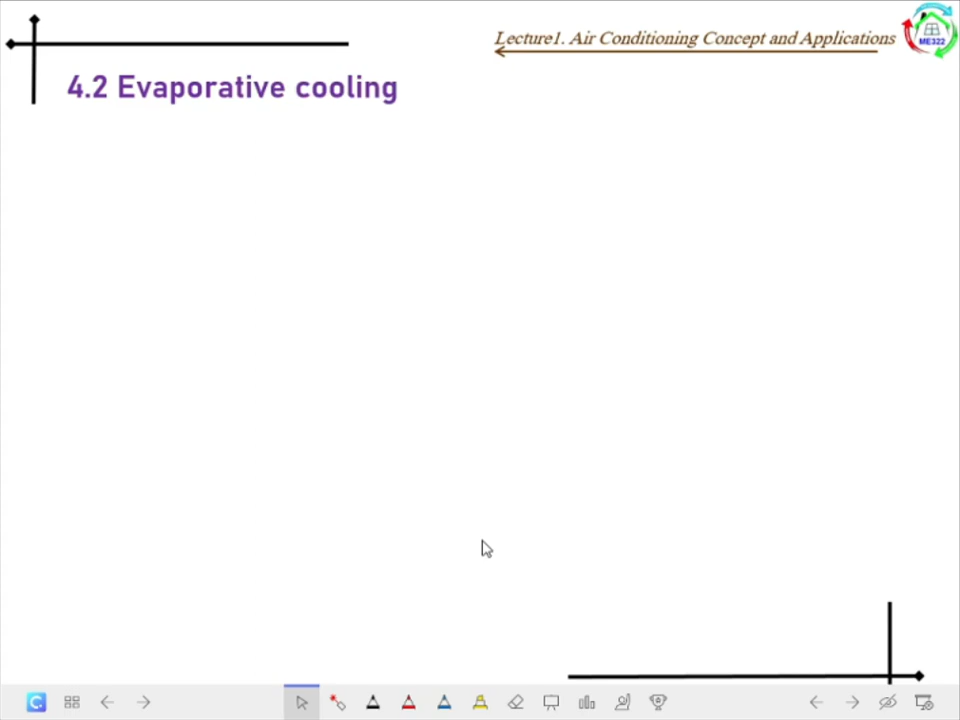 Lecture1. Air Conditioning Concept and Applications
ME322
4.2 Evaporative cooling